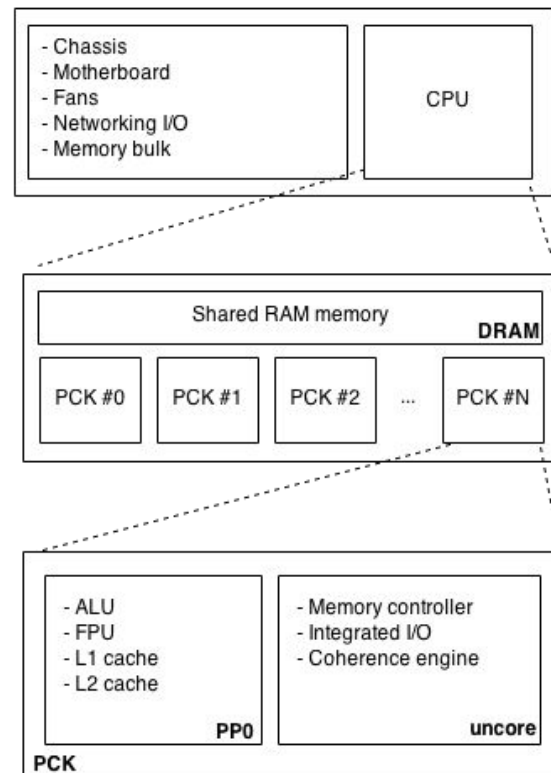 - Chassis
- Motherboard
- Fans
- Networking I/O
- Memory bulk
CPU
Shared RAM memory
DRAM
PCK #0
PCK #1
PCK #2
...
PCK #N
- ALU
- FPU
- L1 cache
- L2 cache
PP0
- Memory controller
- Integrated I/O
- Coherence engine
uncore
PCK